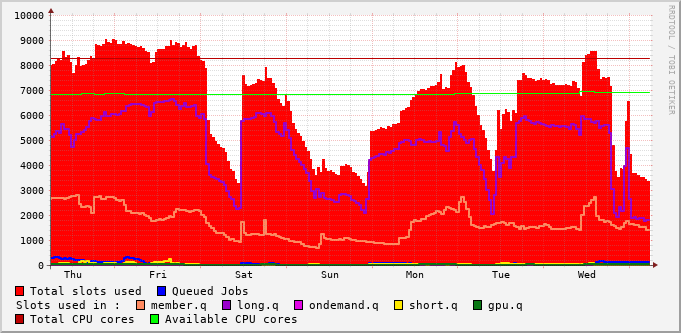 10000
9000
8000
7000
6000
5000
4000
3000
2000
1000
0
Thu Fri Sat Sun Mon Tue Wed
RRDTOOL / TOBI OETIKER
Total slots used Queued Jobs
Slots used in : member.q long.q ondemand.q short.q gpu.q
Total CPU cores Available CPU cores